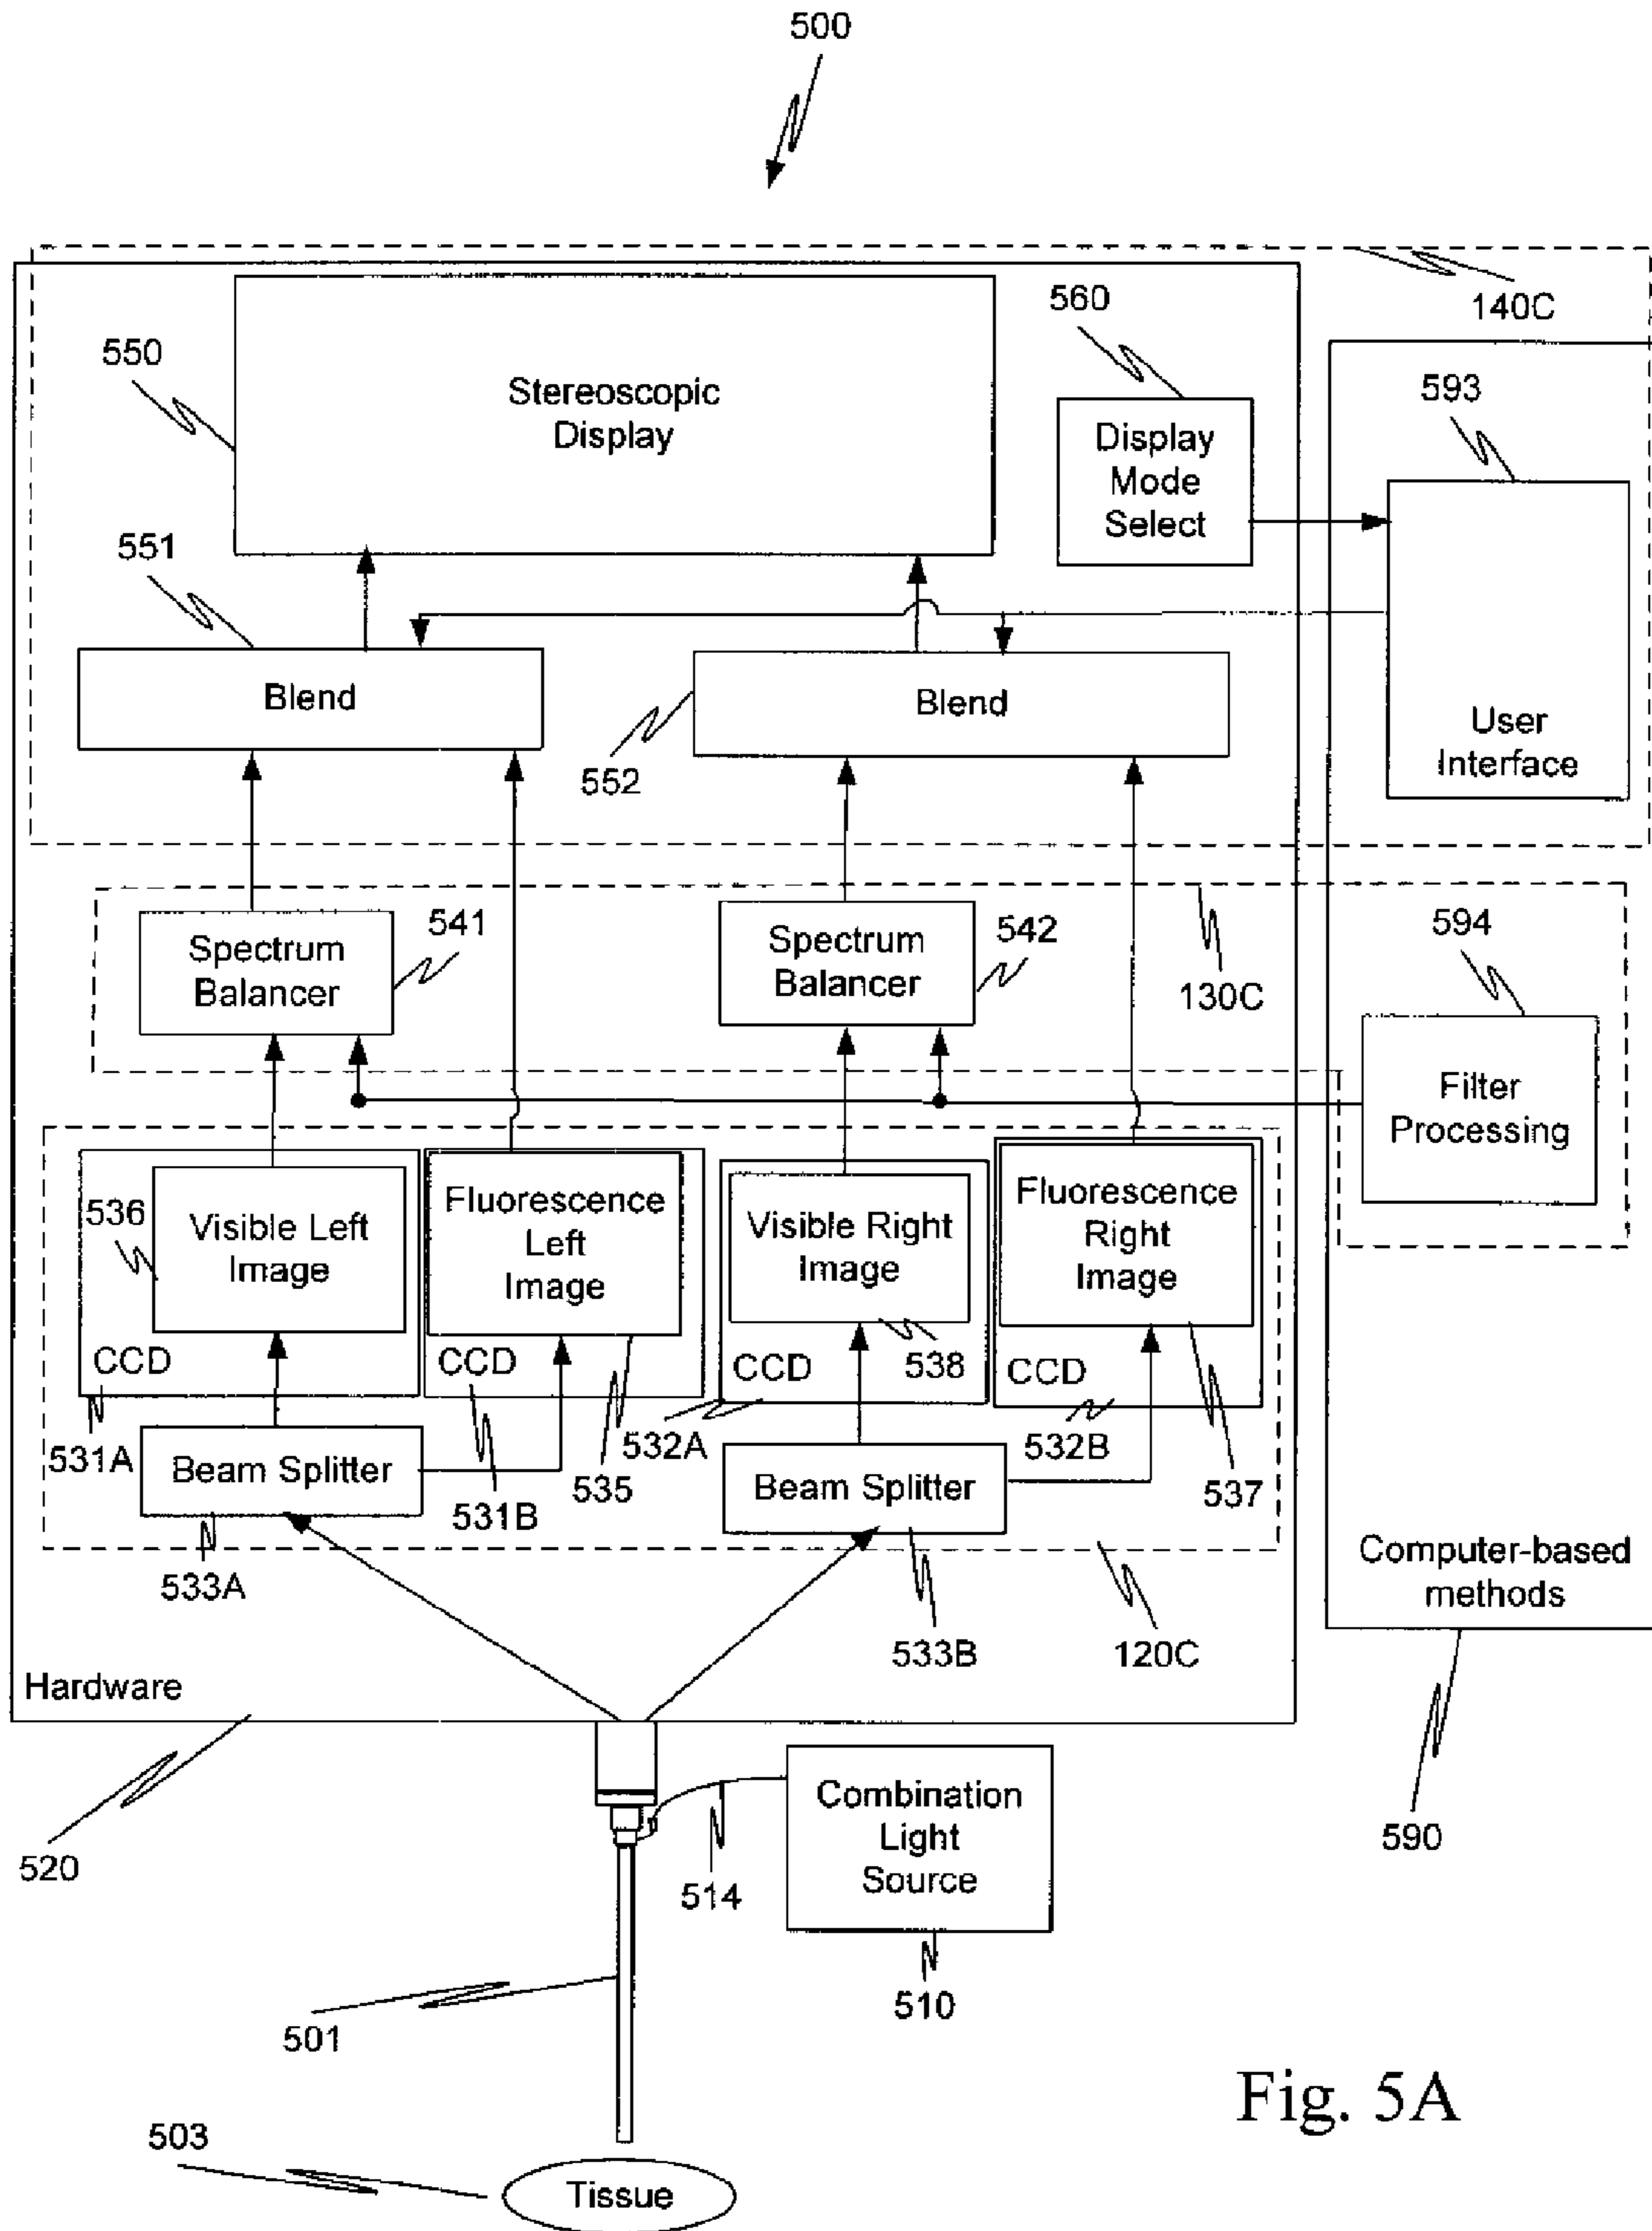 500
140C
560
550
Stereoscopic
Display
Display
Mode
Select
593
551
Blend
Blend
552
User
Interface
541
Spectrum
Balancer
542
Spectrum
Balancer
130C
594
Filter
Processing
536
Visible Left
Image
Fluorescence
Left
Image
Visible Right
Image
Fluorescence
Right
Image
CCD
CCD
CCD
538
CCD
531A
532A
532B
537
Beam Splitter
531B
535
Beam Splitter
533A
533B
120C
Computer-based
methods
Hardware
520
514
Combination
Light
Source
590
510
501
Fig. 5A
503
Tissue